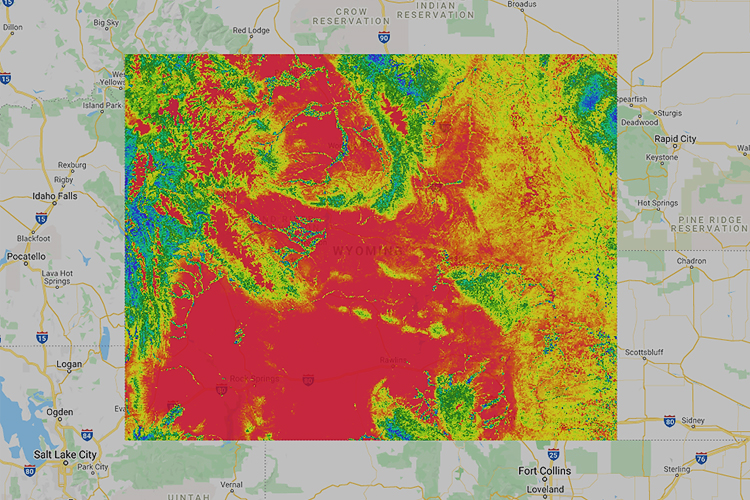 CROW
RESERVATION
INDIAN
RESERVATION
Broadus
Dillon
Big Sky
Red Lodge
90
15
15
West
Yellows
Island Park
Spearfish
Sturgis
Deadwood
Rapid City
Wal
Keystone
Rexburg
Rigby
Idaho Falls
15
Hot Springs
PINE RIDGE
RESERVATION
Blackfoot
Pocatello
Lava Hot
Springs
WYOMING
Chadron
15
Logan
Rawlins
Scottsbluff
Rock Springs
80
80
Ogden
Eva
84
80
Sidney
Salt Lake City
80
Park City
25
76
Fort Collins
Sterling
Loveland
Vernal
UINTAH